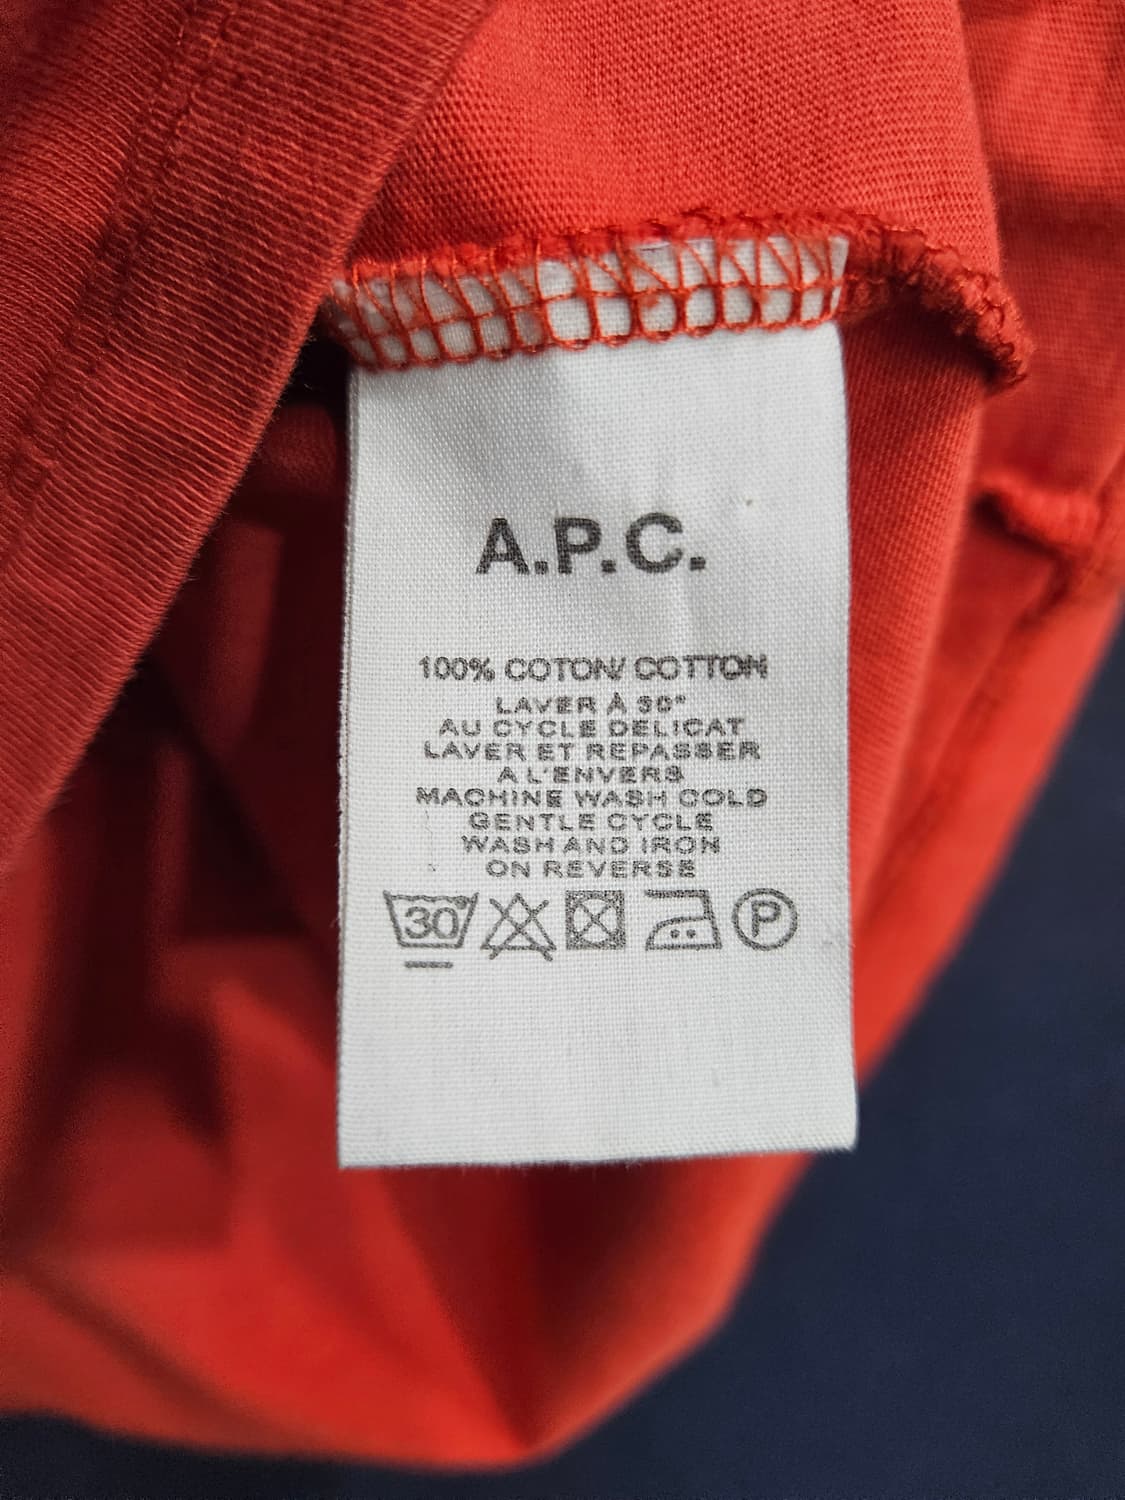 A.P.C.
100% COTON/ COTTON
LAVER À 30°
AU CYCLE DELICAT
LAVER ET REPASSER
A L'ENVERS
MACHINE WASH COLD
GENTLE CYCLE
WASH AND IRON
ON REVERSE
30 P